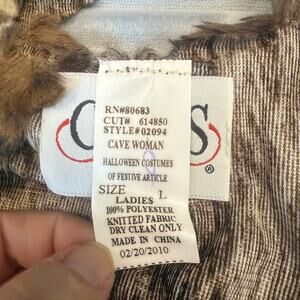 RN#80683
CUT# 614850
STYLE#02094
CAVE WOMAN
HALLOWEEN COSTUMES
OF FESTIVE ARTICLE
SIZE L
LADIES
100% POLYESTER
KNITTED FABRIC
DRY CLEAN ONLY
MADE IN CHINA
02/20/2010
®